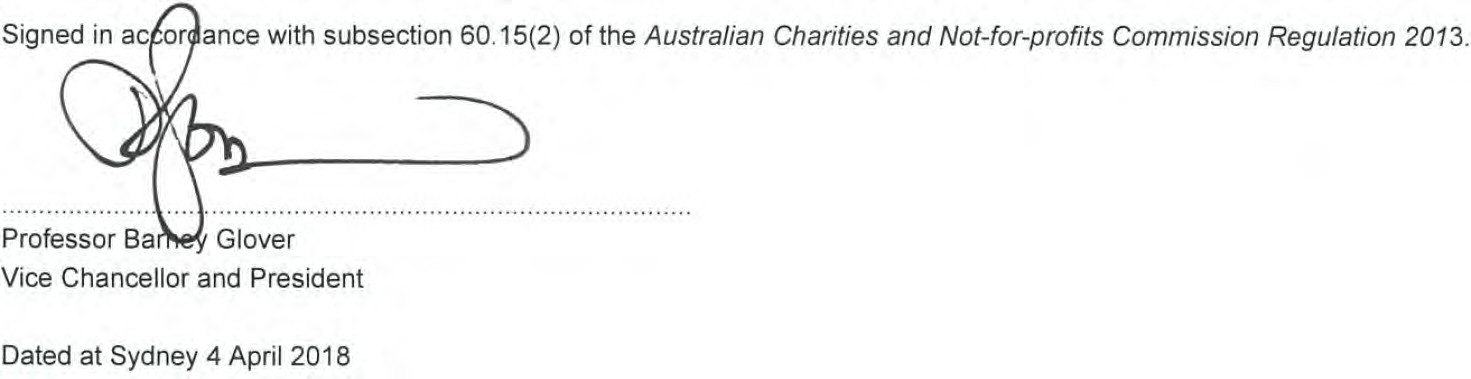 Signed in accordance with subsection 60.15(2) of the Australian Charities and Not-for-profits Commission Regulation 2013.
Professor Barney Glover
Vice Chancellor and President
Dated at Sydney 4 April 2018